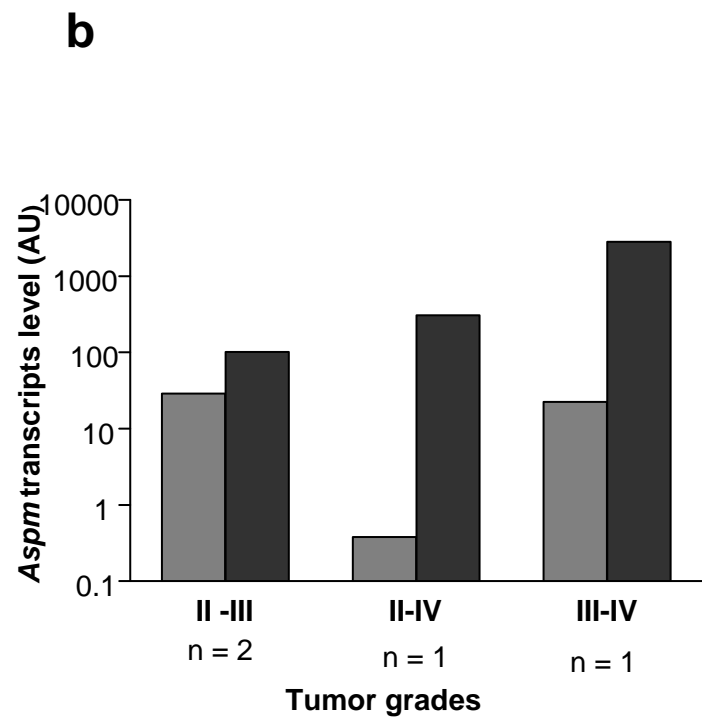 b
Aspm transcripts level (AU)
10000
1000
100
10
1
0.1
II -III
II-IV
III-IV
n = 2
n = 1
n = 1
Tumor grades